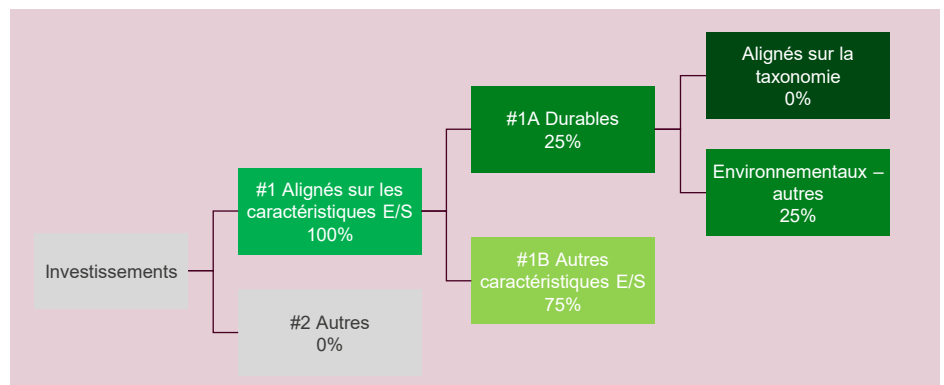 Investissements
#1 Alignés sur les
caractéristiques E/S
100%
#2 Autres
0%
#1A Durables
25%
#1B Autres
caractéristiques E/S
75%
Alignés sur la
taxonomie
0%
Environnementaux –
autres
25%